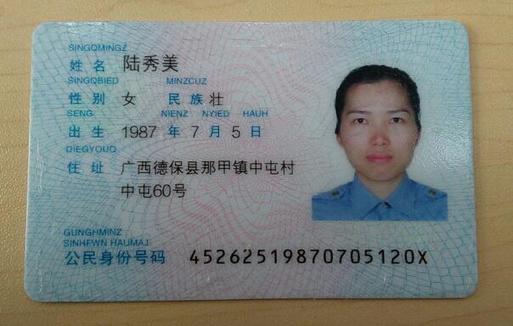 SINGQMINGZ
姓 名 陆秀美
SINGQBIED MINZCUZ
性 别 女 民 族 壮
SENG NIENZ NYIED HAUH
出 生 1987 年 7 月 5 日
DIEGYOUQ
住 址 广西德保县那甲镇中屯村
中屯60号
GUNGHMINZ
SINHFWN HAUMAJ
公民身份号码 45262519870705120X